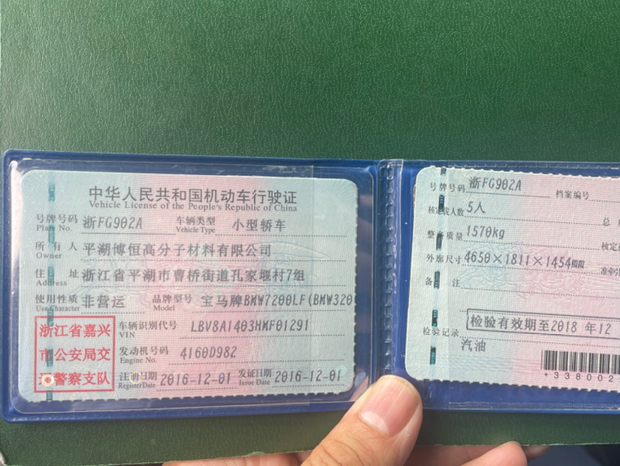 中华人民共和国机动车行驶证
Vehicle License of the People's Republic of China
号牌号码 浙FG902A 车辆类型 小型轿车
Plate No. Vehicle Type
所有人 平湖博恒高分子材料有限公司
Owner
住址 浙江省平湖市曹桥街道孔家堰村7组
Address
使用性质 非营运 品牌型号 宝马牌BMW7200LF(BMW320
Use Character Model
浙江省嘉兴
市公安局交
警察支队
车辆识别代号 LBV8A1403HMF01291
VIN
发动机号码 4160D982
Engine No.
注册日期 2016-12-01 发证日期 2016-12-01
Register Date Issue Date
号牌号码 浙FG902A 档案编号
核定载人数 5人
整备质量 1570kg
外廓尺寸 4650×1811×1454mm
备注
检验有效期至2018 年12
检验记录
汽油
+338002